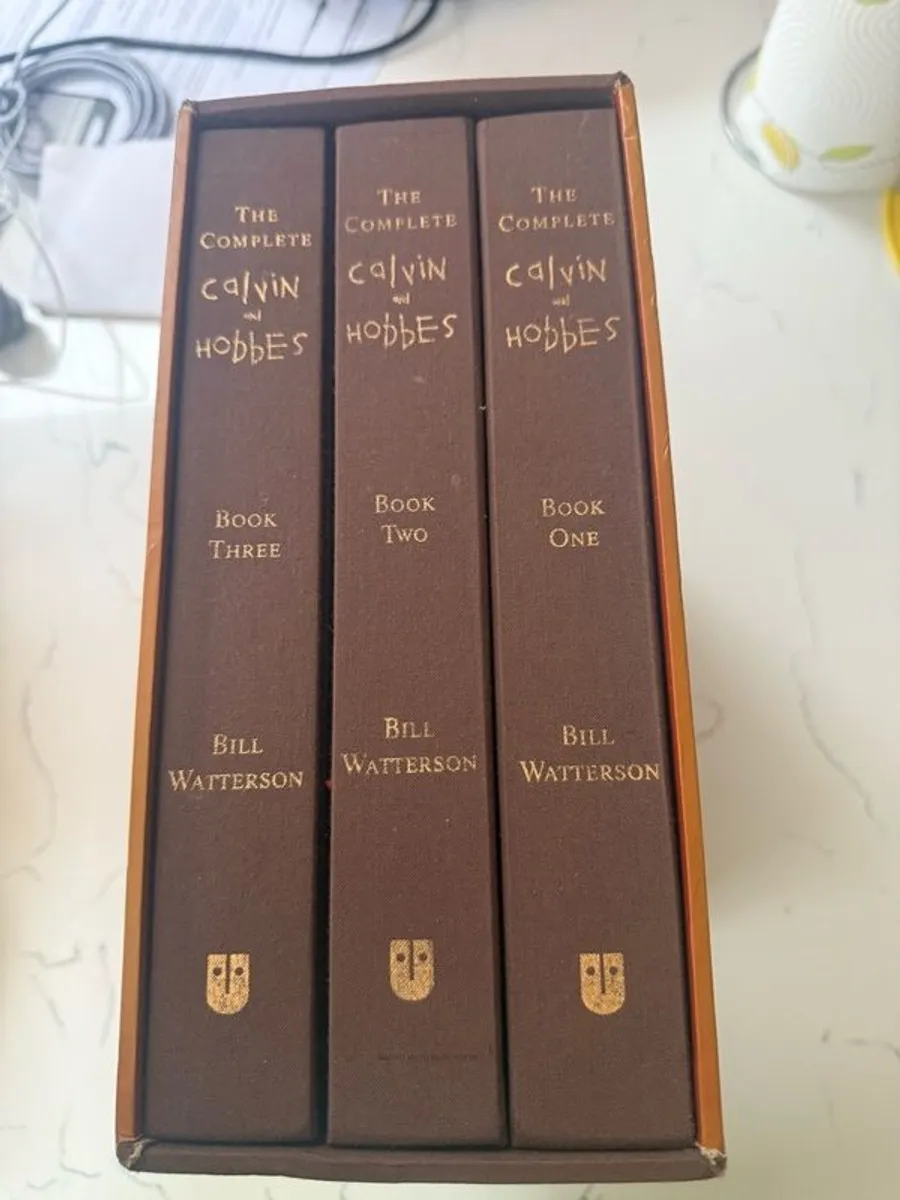 The
Complete
Calvin
and
Hobbes
Book
Three
Bill
Watterson
The
Complete
Calvin
and
Hobbes
Book
Two
Bill
Watterson
The
Complete
Calvin
and
Hobbes
Book
One
Bill
Watterson